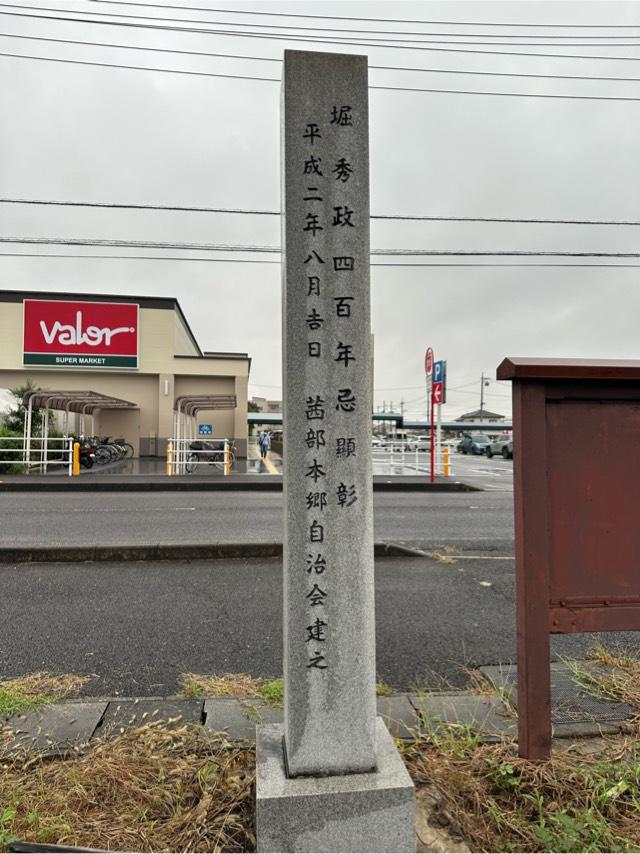 堀秀政四百年忌顕彰
平成二年八月吉日 茜部本郷自治会建之
valor
SUPER MARKET
P